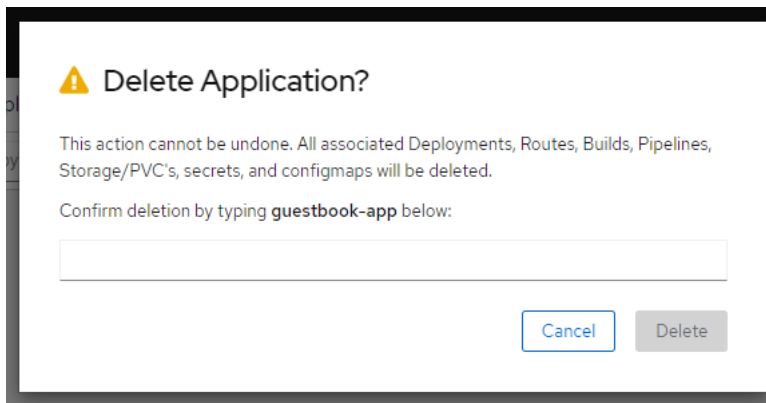 Delete Application?
This action cannot be undone. All associated Deployments, Routes, Builds, Pipelines,
Storage/PVC's, secrets, and configmaps will be deleted.
Confirm deletion by typing guestbook-app below:
Cancel
Delete